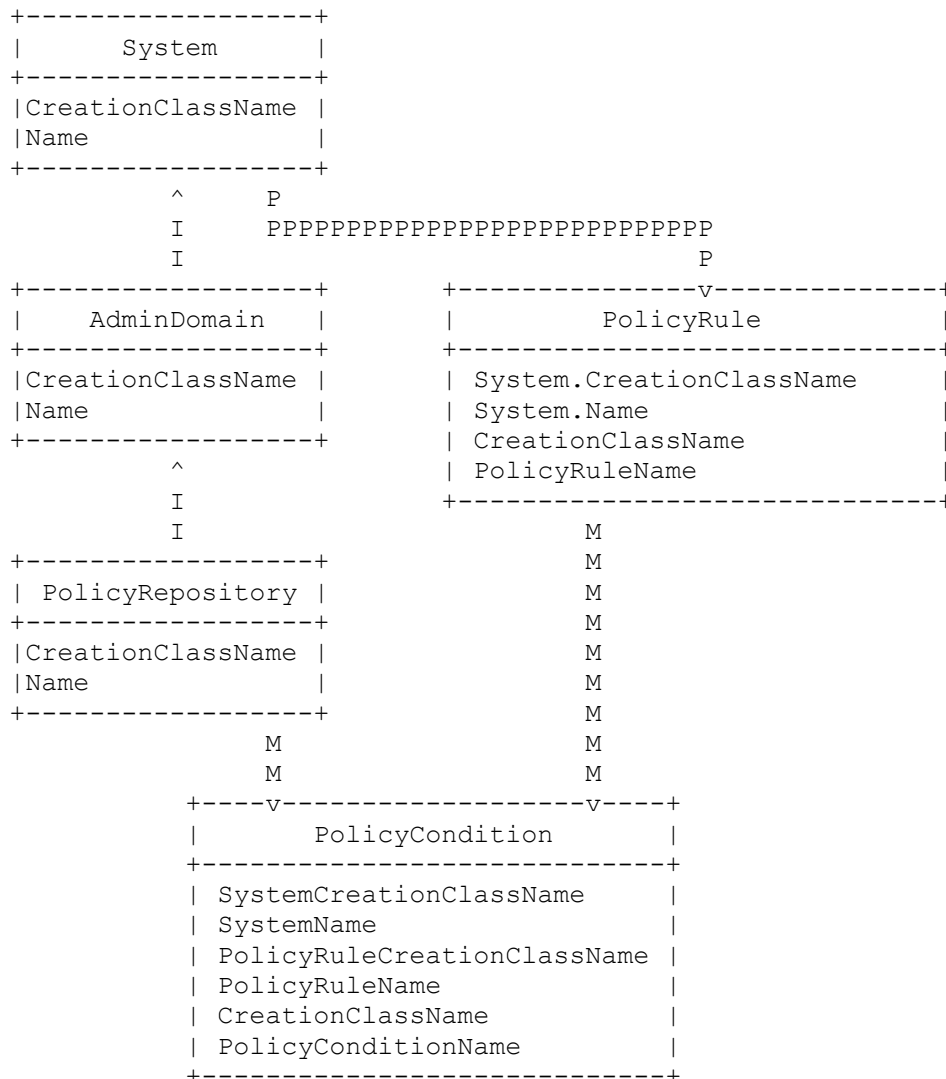 System
CreationClassName
Name
^ P
I PPPPPPPPPPPPPPPPPPPPPPPPPPPP
I P
v
AdminDomain PolicyRule
CreationClassName System.CreationClassName
Name System.Name
CreationClassName
^ PolicyRuleName
I
I M
M
PolicyRepository M
M
CreationClassName M
Name M
M
M M
M M
v v
PolicyCondition
SystemCreationClassName
SystemName
PolicyRuleCreationClassName
PolicyRuleName
CreationClassName
PolicyConditionName